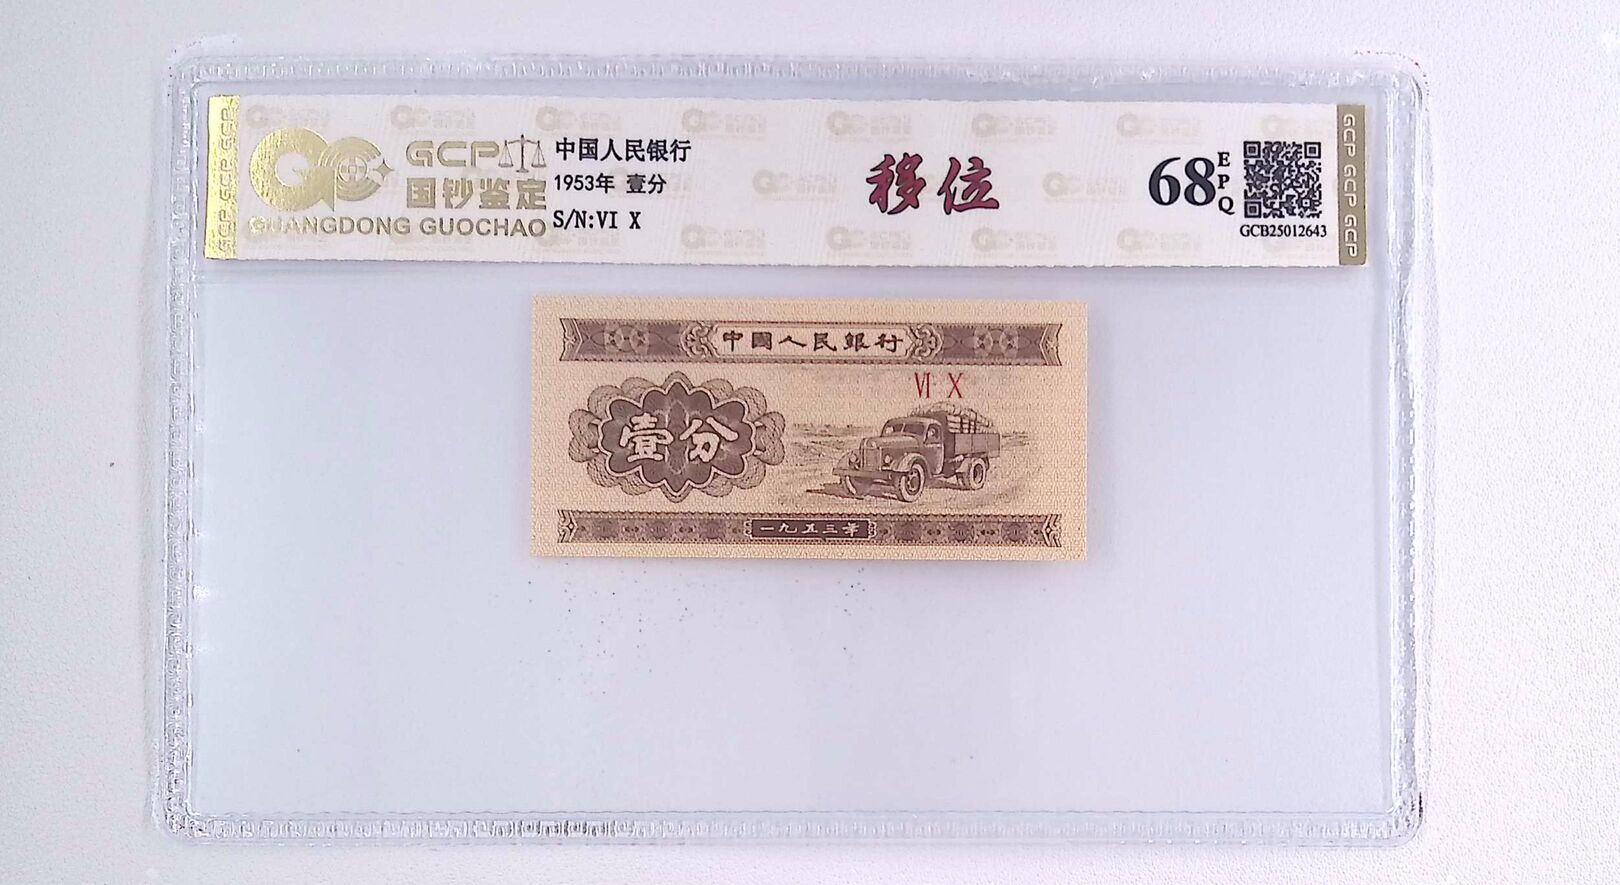 GCP
国钞鉴定
GUANGDONG GUOCHAO
中国人民银行
1953年 壹分
S/N:VI X
移位
68
EPQ
GCB25012643
GCP GCP GCP
GCP GCP GCP
中國人民銀行
VI X
壹分
一九五三年